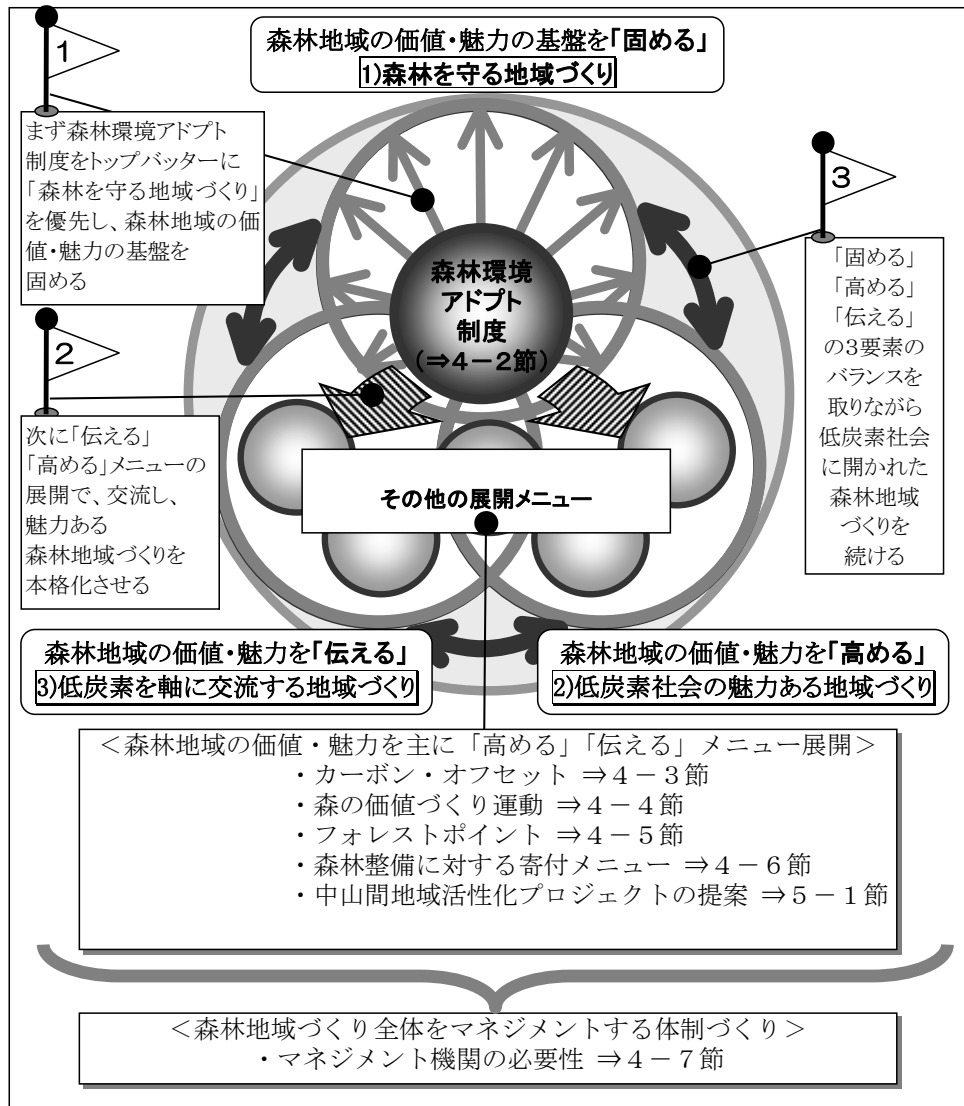 森林地域の価値・魅力の基盤を「固める」
1)森林を守る地域づくり
1
まず森林環境アドプト
制度をトップバッターに
「森林を守る地域づくり」
を優先し、森林地域の価
値・魅力の基盤を
固める
2
次に「伝える」
「高める」メニューの
展開で、交流し、
魅力ある
森林地域づくりを
本格化させる
3
「固める」
「高める」
「伝える」
の3要素の
バランスを
取りながら
低炭素社会
に開かれた
森林地域
づくりを
続ける
森林環境
アドプト
制度
(⇒4-2節)
その他の展開メニュー
森林地域の価値・魅力を「伝える」
3)低炭素を軸に交流する地域づくり
森林地域の価値・魅力を「高める」
2)低炭素社会の魅力ある地域づくり
<森林地域の価値・魅力を主に「高める」「伝える」メニュー展開>
・カーボン・オフセット ⇒4-3節
・森の価値づくり運動 ⇒4-4節
・フォレストポイント ⇒4-5節
・森林整備に対する寄付メニュー ⇒4-6節
・中山間地域活性化プロジェクトの提案 ⇒5-1節
<森林地域づくり全体をマネジメントする体制づくり>
・マネジメント機関の必要性 ⇒4-7節